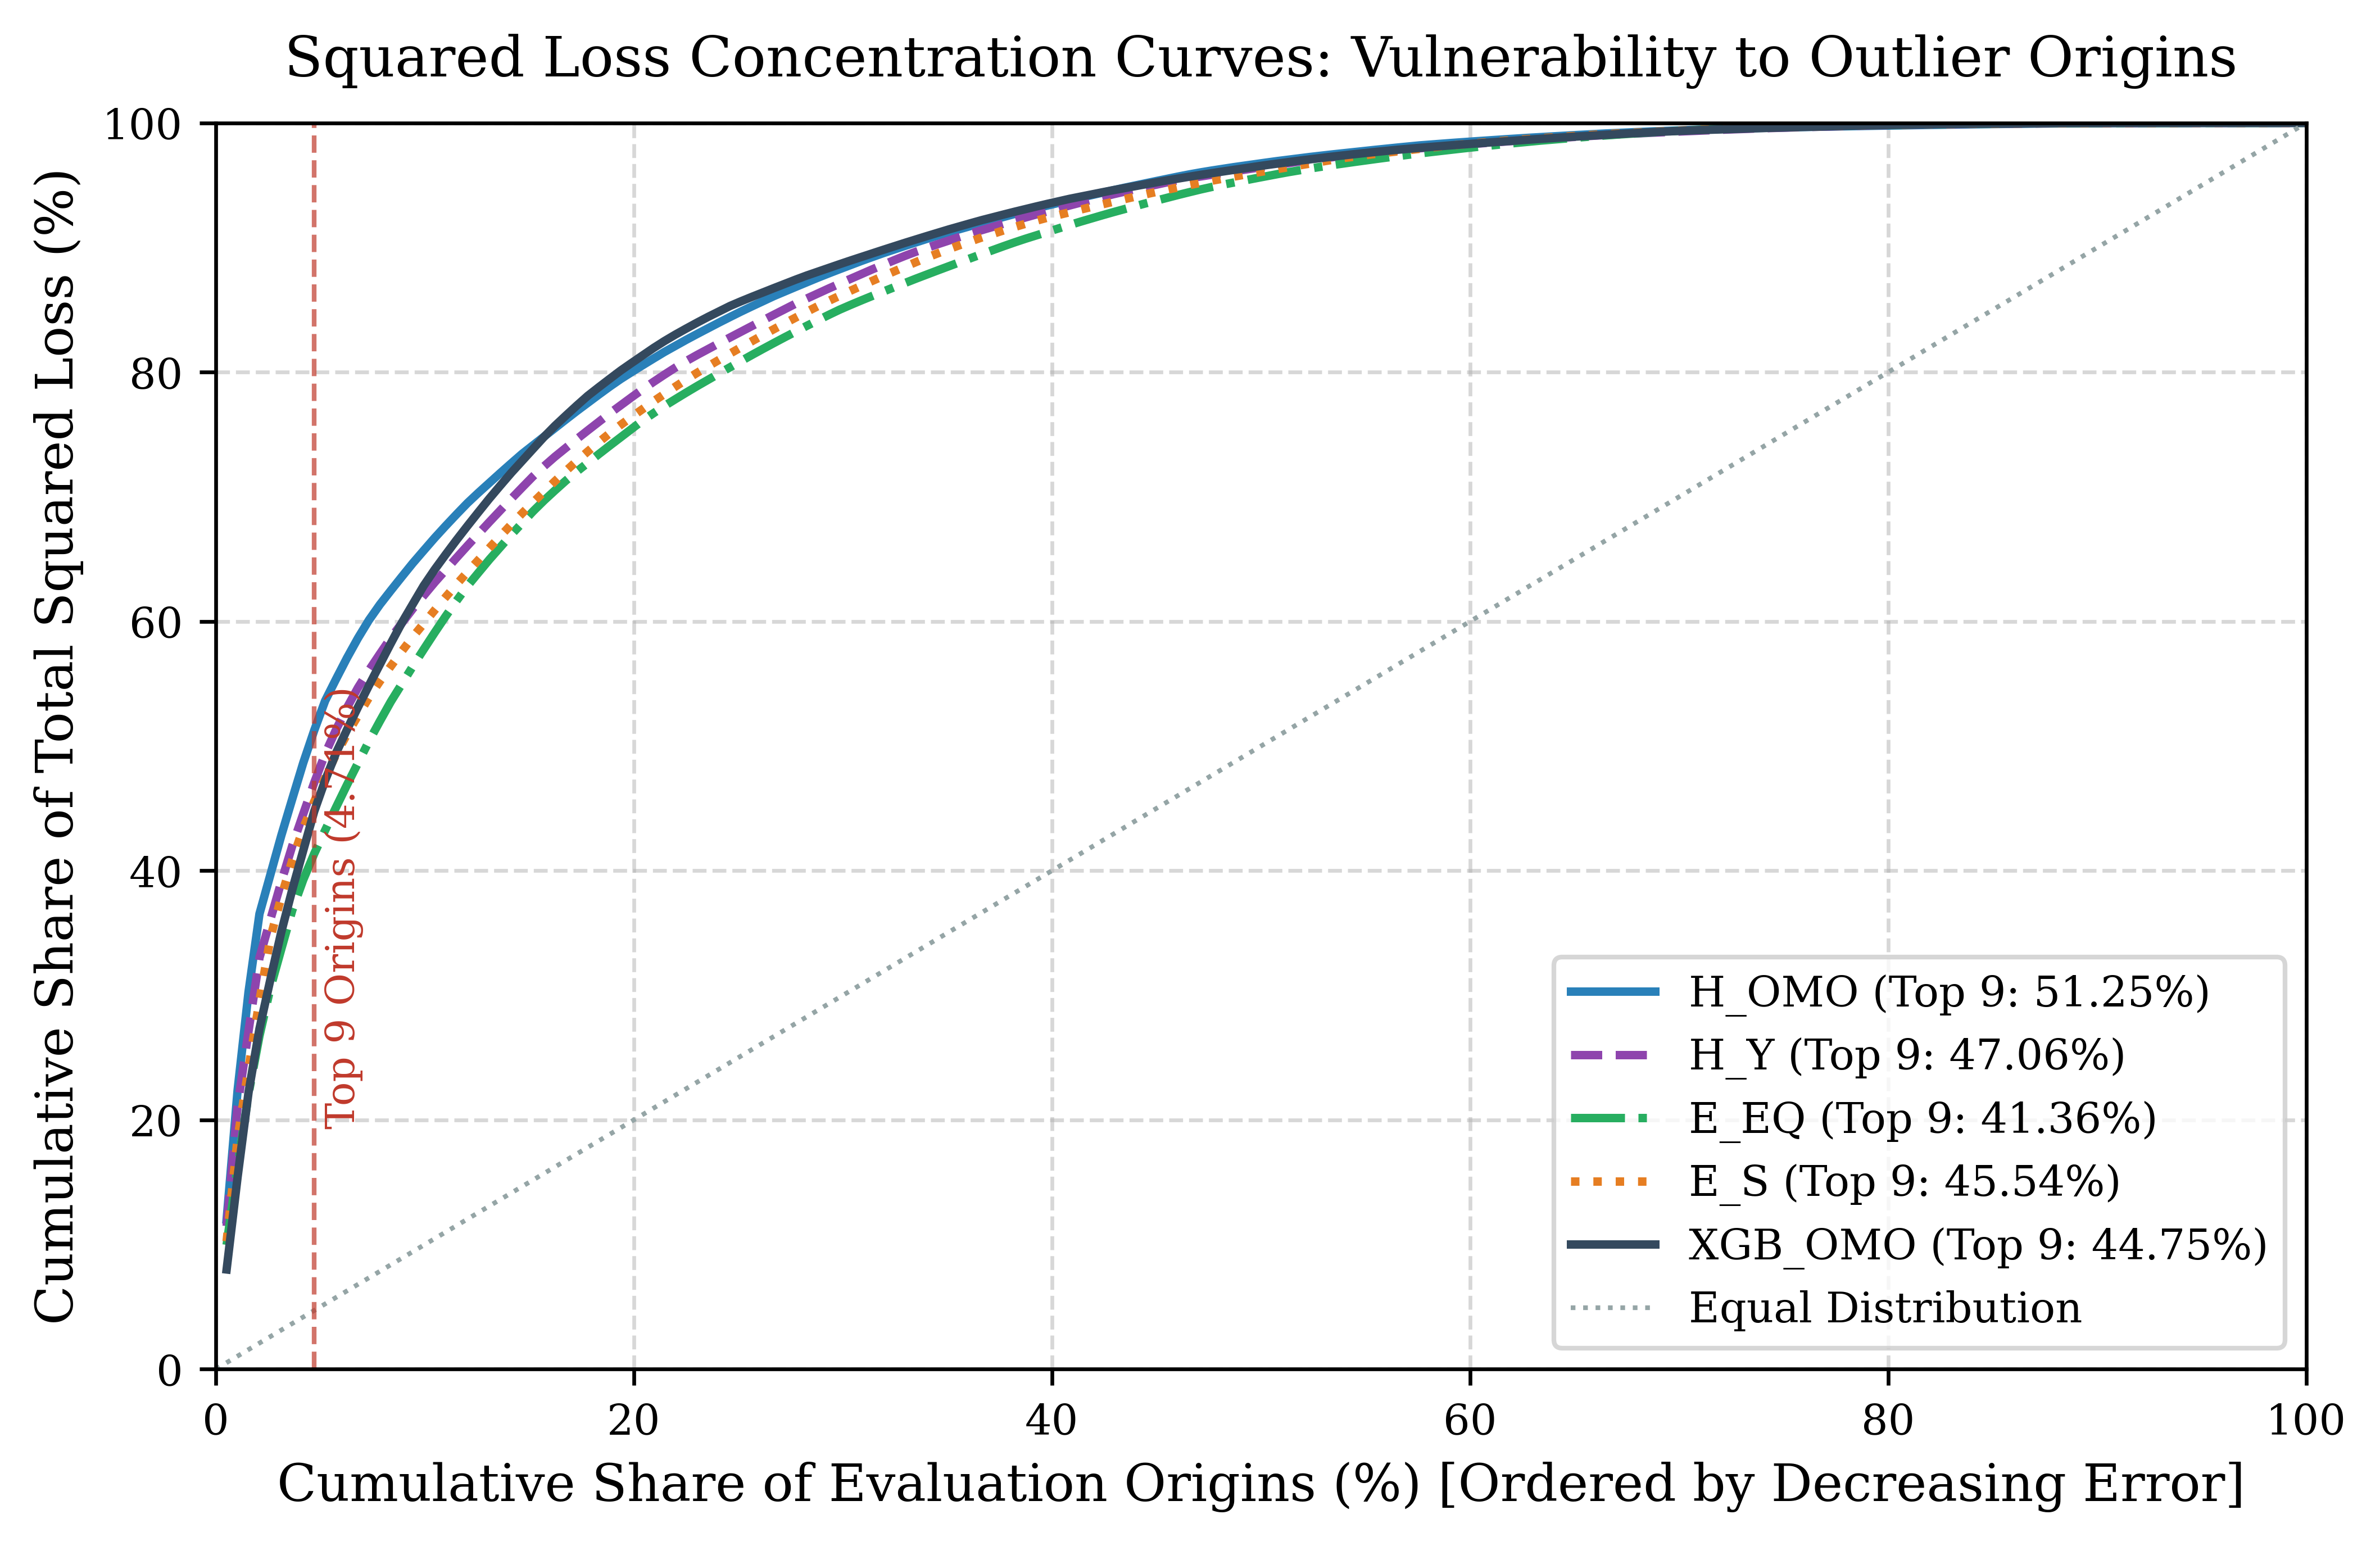 Squared Loss Concentration Curves: Vulnerability to Outlier Origins
Cumulative Share of Total Squared Loss (%)
100
80
60
40
20
0
Top 9 Origins (4.71%)
H_OMO (Top 9: 51.25%)
H_Y (Top 9: 47.06%)
E_EQ (Top 9: 41.36%)
E_S (Top 9: 45.54%)
XGB_OMO (Top 9: 44.75%)
Equal Distribution
0 20 40 60 80 100
Cumulative Share of Evaluation Origins (%) [Ordered by Decreasing Error]